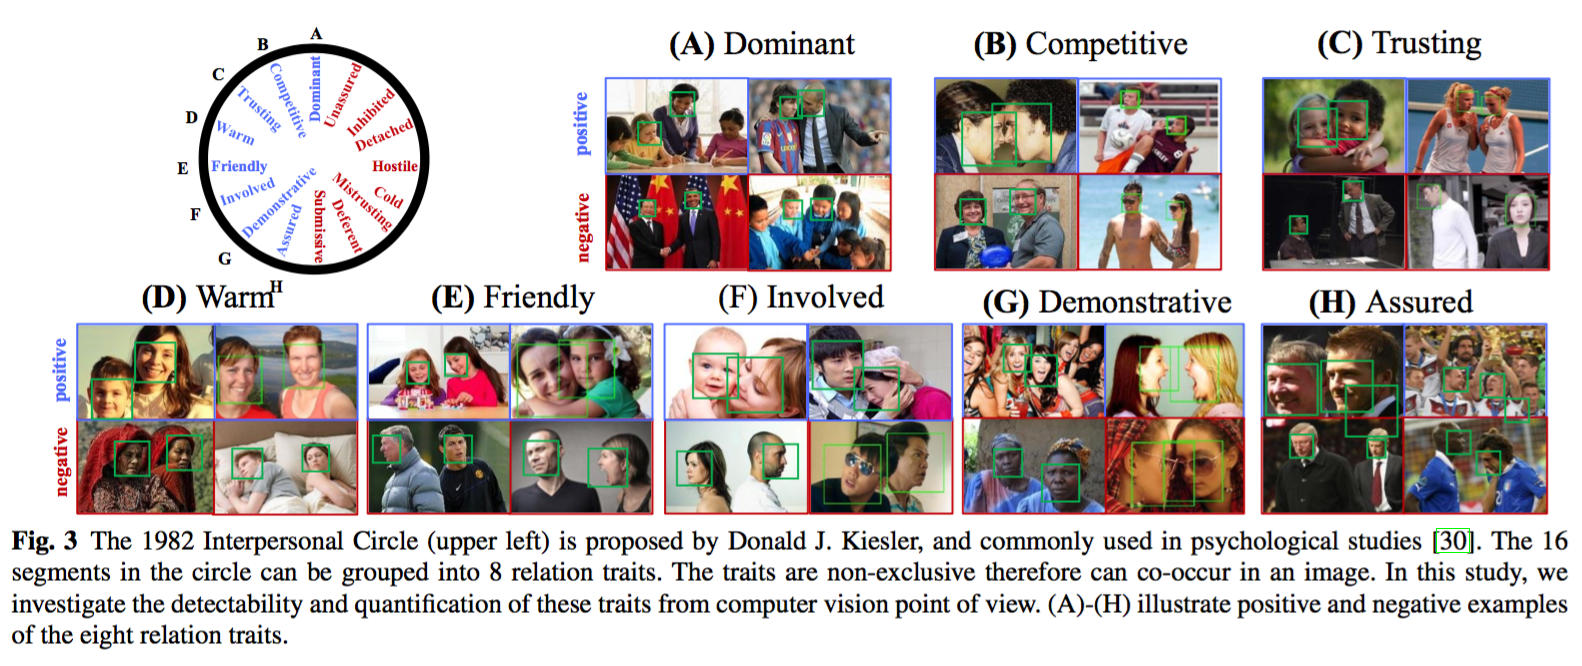 A
B
C
D
E
F
G
H
Dominant
Competitive
Trusting
Warm
Friendly
Involved
Demonstrative
Assured
Submissive
Deferent
Mistrusting
Cold
Hostile
Detached
Inhibited
Unassured
(A) Dominant
(B) Competitive
(C) Trusting
positive
negative
(D) Warm
(E) Friendly
(F) Involved
(G) Demonstrative
(H) Assured
positive
negative
Fig. 3 The 1982 Interpersonal Circle (upper left) is proposed by Donald J. Kiesler, and commonly used in psychological studies [30]. The 16
segments in the circle can be grouped into 8 relation traits. The traits are non-exclusive therefore can co-occur in an image. In this study, we
investigate the detectability and quantification of these traits from computer vision point of view. (A)-(H) illustrate positive and negative examples
of the eight relation traits.